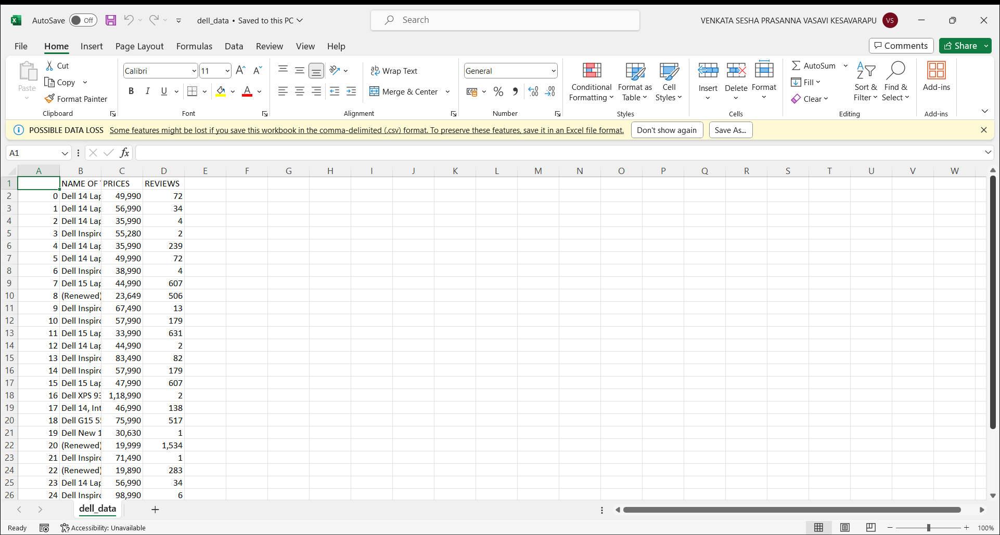 AutoSave Off dell_data • Saved to this PC Search VENKATA SESHA PRASANNA VASAVI KESAVARAPU VS
File Home Insert Page Layout Formulas Data Review View Help Comments Share
Paste Cut Copy Format Painter Clipboard
Calibri 11 B I U A Font
ab Wrap Text Merge & Center Alignment
General % Number
Conditional Formatting Format as Table Cell Styles Styles
Insert Delete Format Cells
AutoSum Fill Clear Sort & Filter Find & Select Editing
Add-ins Add-ins
POSSIBLE DATA LOSS Some features might be lost if you save this workbook in the comma-delimited (.csv) format. To preserve these features, save it in an Excel file format. Don't show again Save As...
A1 fx
A B C D E F G H I J K L M N O P Q R S T U V W
1 NAME OF PRICES REVIEWS
2 0 Dell 14 Lap 49,990 72
3 1 Dell 14 Lap 56,990 34
4 2 Dell 14 Lap 35,990 4
5 3 Dell Inspiro 55,280 2
6 4 Dell 14 Lap 35,990 239
7 5 Dell 14 Lap 49,990 72
8 6 Dell Inspiro 38,990 4
9 7 Dell 15 Lap 44,990 607
10 8 (Renewed) 23,649 506
11 9 Dell Inspiro 67,490 13
12 10 Dell Inspiro 57,990 179
13 11 Dell 15 Lap 33,990 631
14 12 Dell 14 Lap 44,990 2
15 13 Dell Inspiro 83,490 82
16 14 Dell Inspiro 57,990 179
17 15 Dell 15 Lap 47,990 607
18 16 Dell XPS 93 1,18,990 2
19 17 Dell 14, Int 46,990 138
20 18 Dell G15 55 75,990 517
21 19 Dell New 1 30,630 1
22 20 (Renewed) 19,999 1,534
23 21 Dell Inspiro 71,490 1
24 22 (Renewed) 19,890 283
25 23 Dell 14 Lap 56,990 34
26 24 Dell Inspiro 98,990 6
dell_data
Ready Accessibility: Unavailable 100%